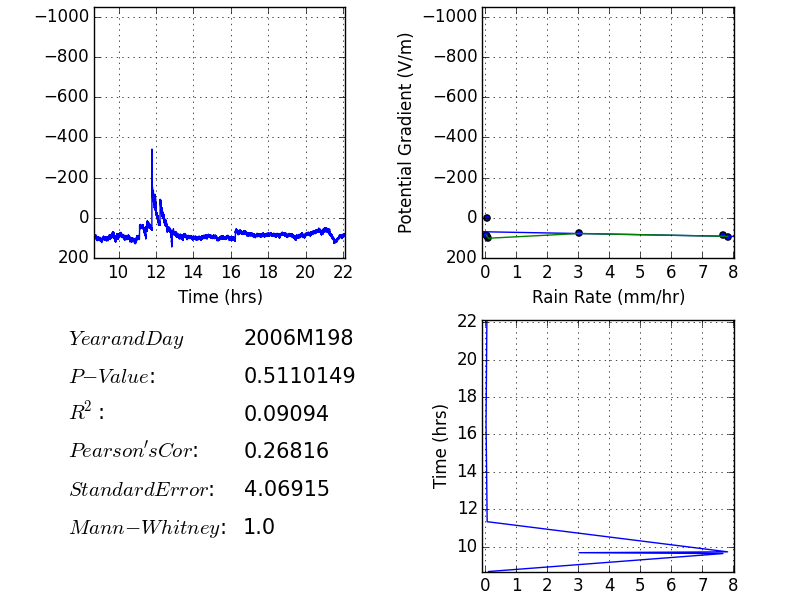 −1000
−800
−600
−400
−200
0
200
10 12 14 16 18 20 22
Time (hrs)
Potential Gradient (V/m)
−1000
−800
−600
−400
−200
0
200
0 1 2 3 4 5 6 7 8
Rain Rate (mm/hr)
YearandDay 2006M198
P−Value: 0.5110149
R²: 0.09094
Pearson'sCor: 0.26816
StandardError: 4.06915
Mann−Whitney: 1.0
Time (hrs)
22
20
18
16
14
12
10
0 1 2 3 4 5 6 7 8